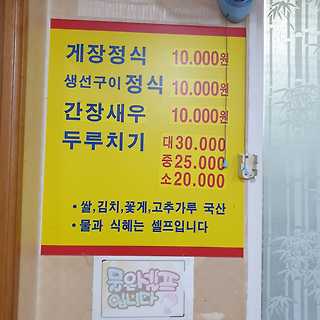 게장정식 10.000원
생선구이 정식 10.000원
간장새우 10.000원
두루치기 대 30.000
중 25.000
소 20.000
• 쌀,김치,꽃게,고추가루 국산
• 물과 식혜는 셀프입니다
물은셀프
입니다